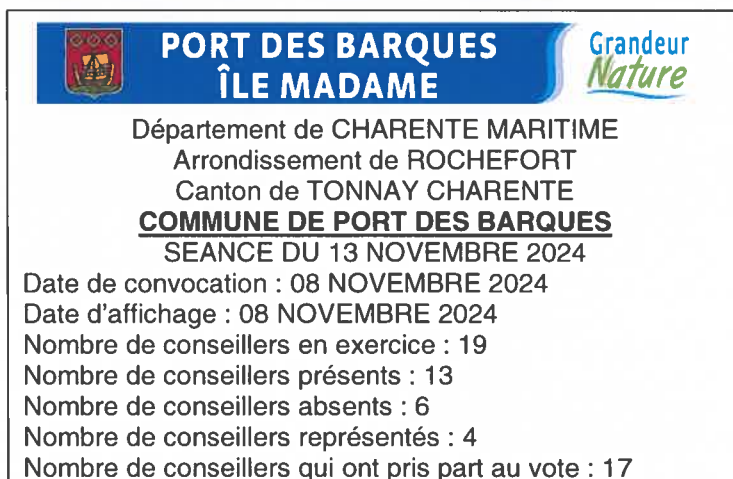 PORT DES BARQUES
ÎLE MADAME
Grandeur
Nature
Département de CHARENTE MARITIME
Arrondissement de ROCHEFORT
Canton de TONNAY CHARENTE
COMMUNE DE PORT DES BARQUES
SEANCE DU 13 NOVEMBRE 2024
Date de convocation : 08 NOVEMBRE 2024
Date d'affichage : 08 NOVEMBRE 2024
Nombre de conseillers en exercice : 19
Nombre de conseillers présents : 13
Nombre de conseillers absents : 6
Nombre de conseillers représentés : 4
Nombre de conseillers qui ont pris part au vote : 17